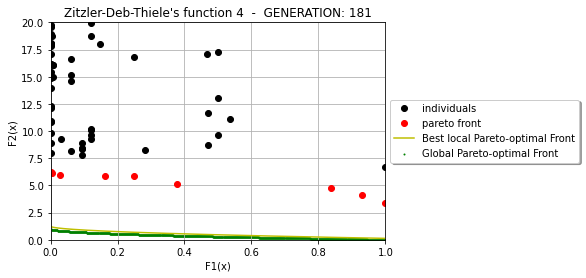 Zitzler-Deb-Thiele's function 4 - GENERATION: 181
F2(x)
20.0
17.5
15.0
12.5
10.0
7.5
5.0
2.5
0.0
0.0 0.2 0.4 0.6 0.8 1.0
F1(x)
individuals
pareto front
Best local Pareto-optimal Front
Global Pareto-optimal Front